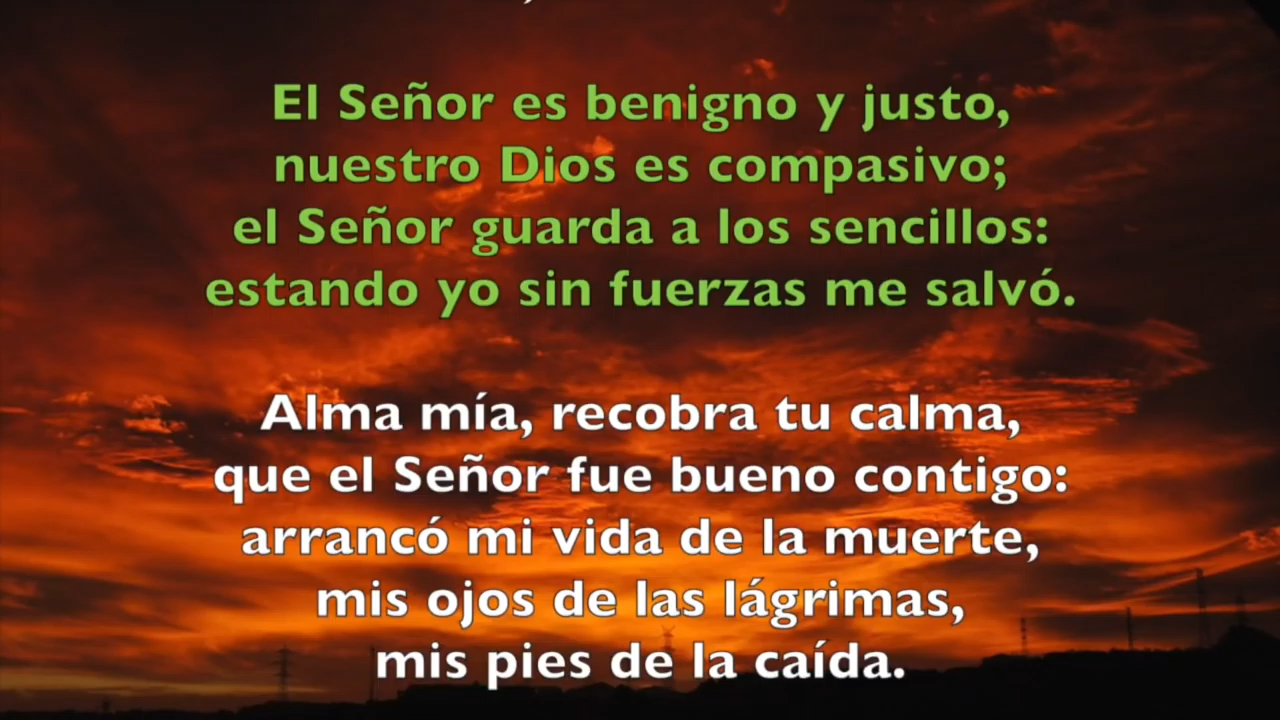 El Señor es benigno y justo,
nuestro Dios es compasivo;
el Señor guarda a los sencillos:
estando yo sin fuerzas me salvó.
Alma mía, recobra tu calma,
que el Señor fue bueno contigo:
arrancó mi vida de la muerte,
mis ojos de las lágrimas,
mis pies de la caída.